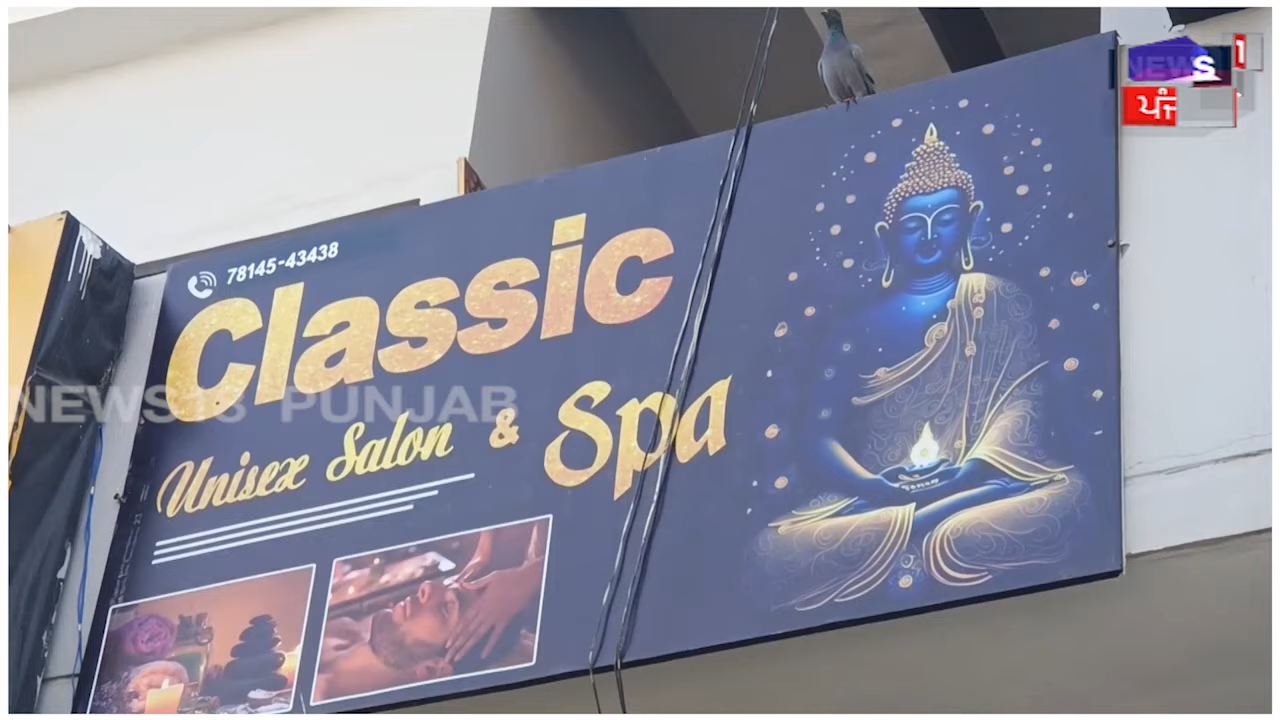 78145-43438
Classic
Unisex Salon & Spa
NEWS18 PUNJAB
NEWS
ਪੰ